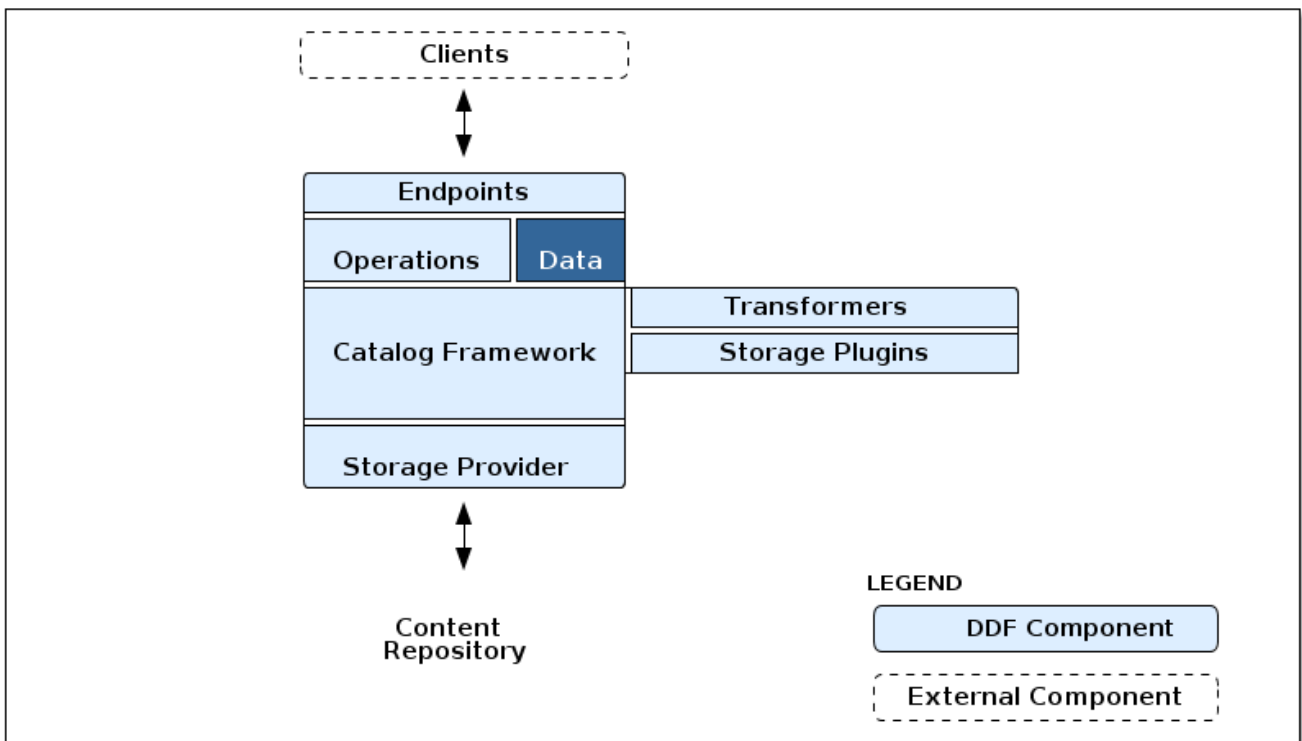 Clients
Endpoints
Operations
Data
Transformers
Catalog Framework
Storage Plugins
Storage Provider
Content
Repository
LEGEND
DDF Component
External Component